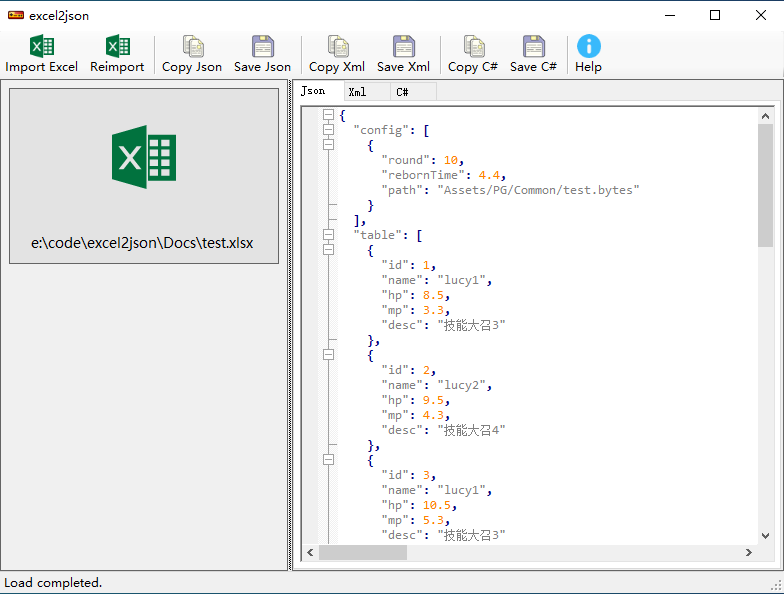 excel2json
Import Excel Reimport Copy Json Save Json Copy Xml Save Xml Copy C# Save C# Help
e:\code\excel2json\Docs\test.xlsx
Json Xml C#
{
"config": [
{
"round": 10,
"rebornTime": 4.4,
"path": "Assets/PG/Common/test.bytes"
}
],
"table": [
{
"id": 1,
"name": "lucy1",
"hp": 8.5,
"mp": 3.3,
"desc": "技能大召3"
},
{
"id": 2,
"name": "lucy2",
"hp": 9.5,
"mp": 4.3,
"desc": "技能大召4"
},
{
"id": 3,
"name": "lucy1",
"hp": 10.5,
"mp": 5.3,
"desc": "技能大召3"
Load completed.